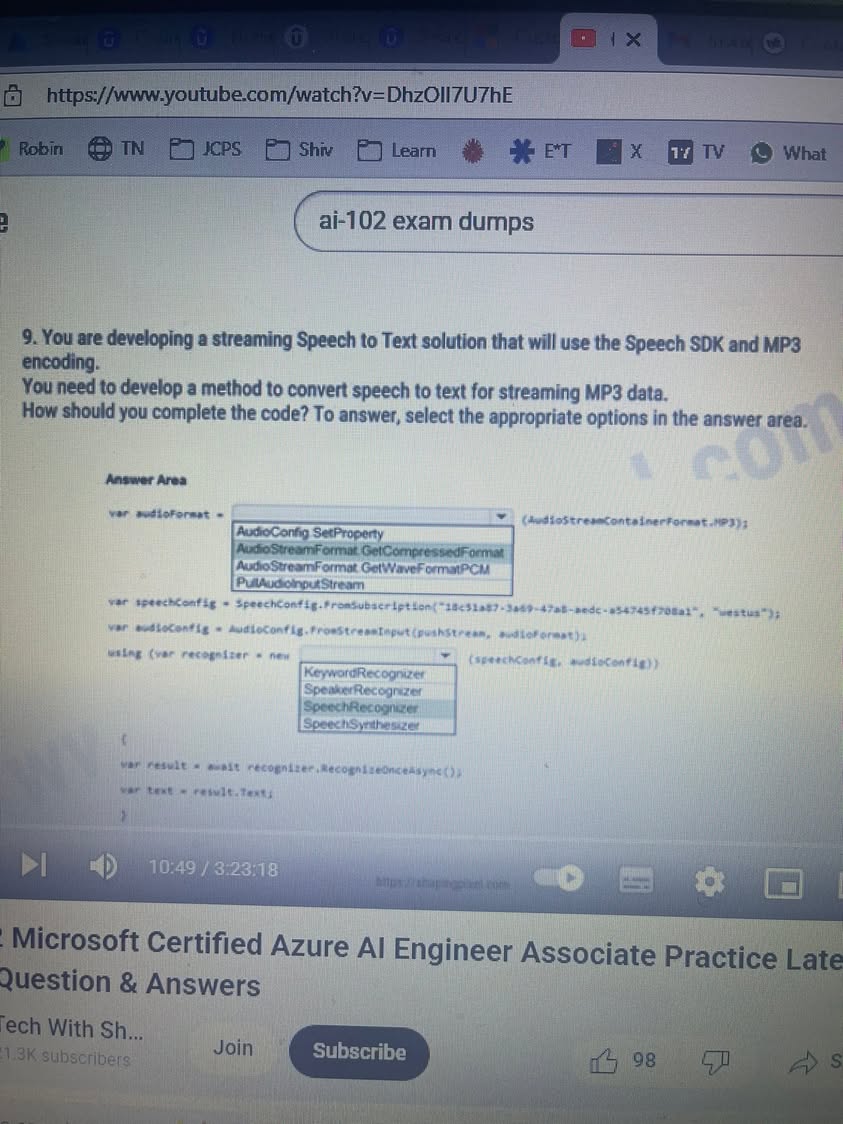 https://www.youtube.com/watch?v=DhzOIl7U7hE
Robin TN JCPS Shiv Learn E*T X TV What
e ai-102 exam dumps
9. You are developing a streaming Speech to Text solution that will use the Speech SDK and MP3
encoding.
You need to develop a method to convert speech to text for streaming MP3 data.
How should you complete the code? To answer, select the appropriate options in the answer area.
.com
Answer Area
var audioFormat = (AudioStreamContainerFormat.MP3);
AudioConfig.SetProperty
AudioStreamFormat.GetCompressedFormat
AudioStreamFormat.GetWaveFormatPCM
PullAudioInputStream
var speechConfig = SpeechConfig.FromSubscription("18c51a87-3a69-47a8-aedc-a54745f708a1", "westus");
var audioConfig = AudioConfig.FromStreamInput(pushStream, audioFormat);
using (var recognizer = new (speechConfig, audioConfig))
KeywordRecognizer
SpeakerRecognizer
SpeechRecognizer
SpeechSynthesizer
{
var result = await recognizer.RecognizeOnceAsync();
var text = result.Text;
}
www
10:49 / 3:23:18
https://shapingpixel.com
2 Microsoft Certified Azure AI Engineer Associate Practice Late
Question & Answers
Tech With Sh...
21.3K subscribers
Join
Subscribe
98
S